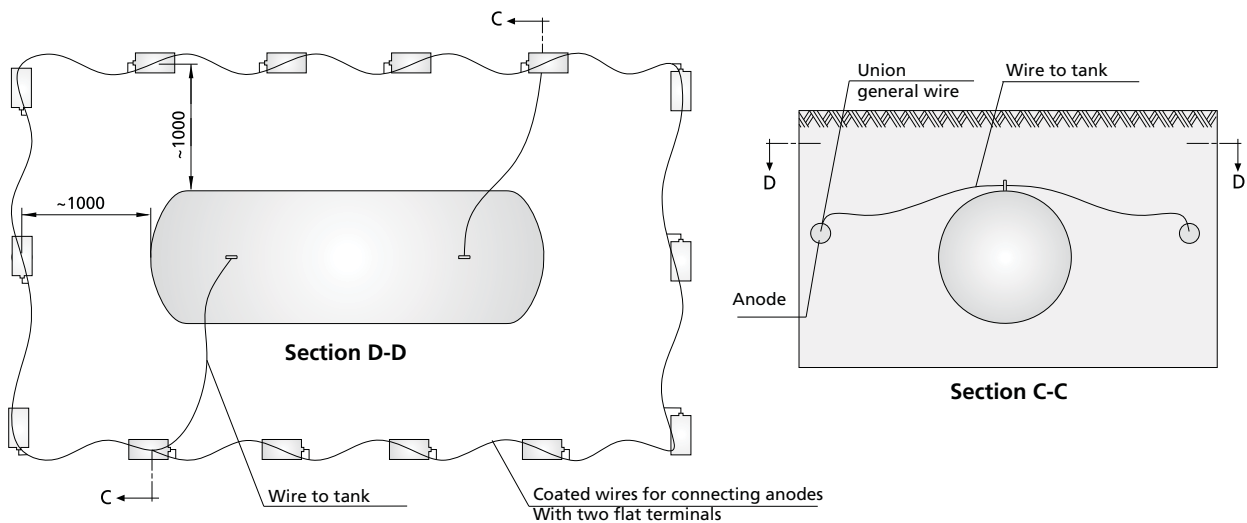 C
~1000
~1000
Section D-D
C
Wire to tank
Coated wires for connecting anodes
With two flat terminals
Union
general wire
Wire to tank
D
D
Anode
Section C-C